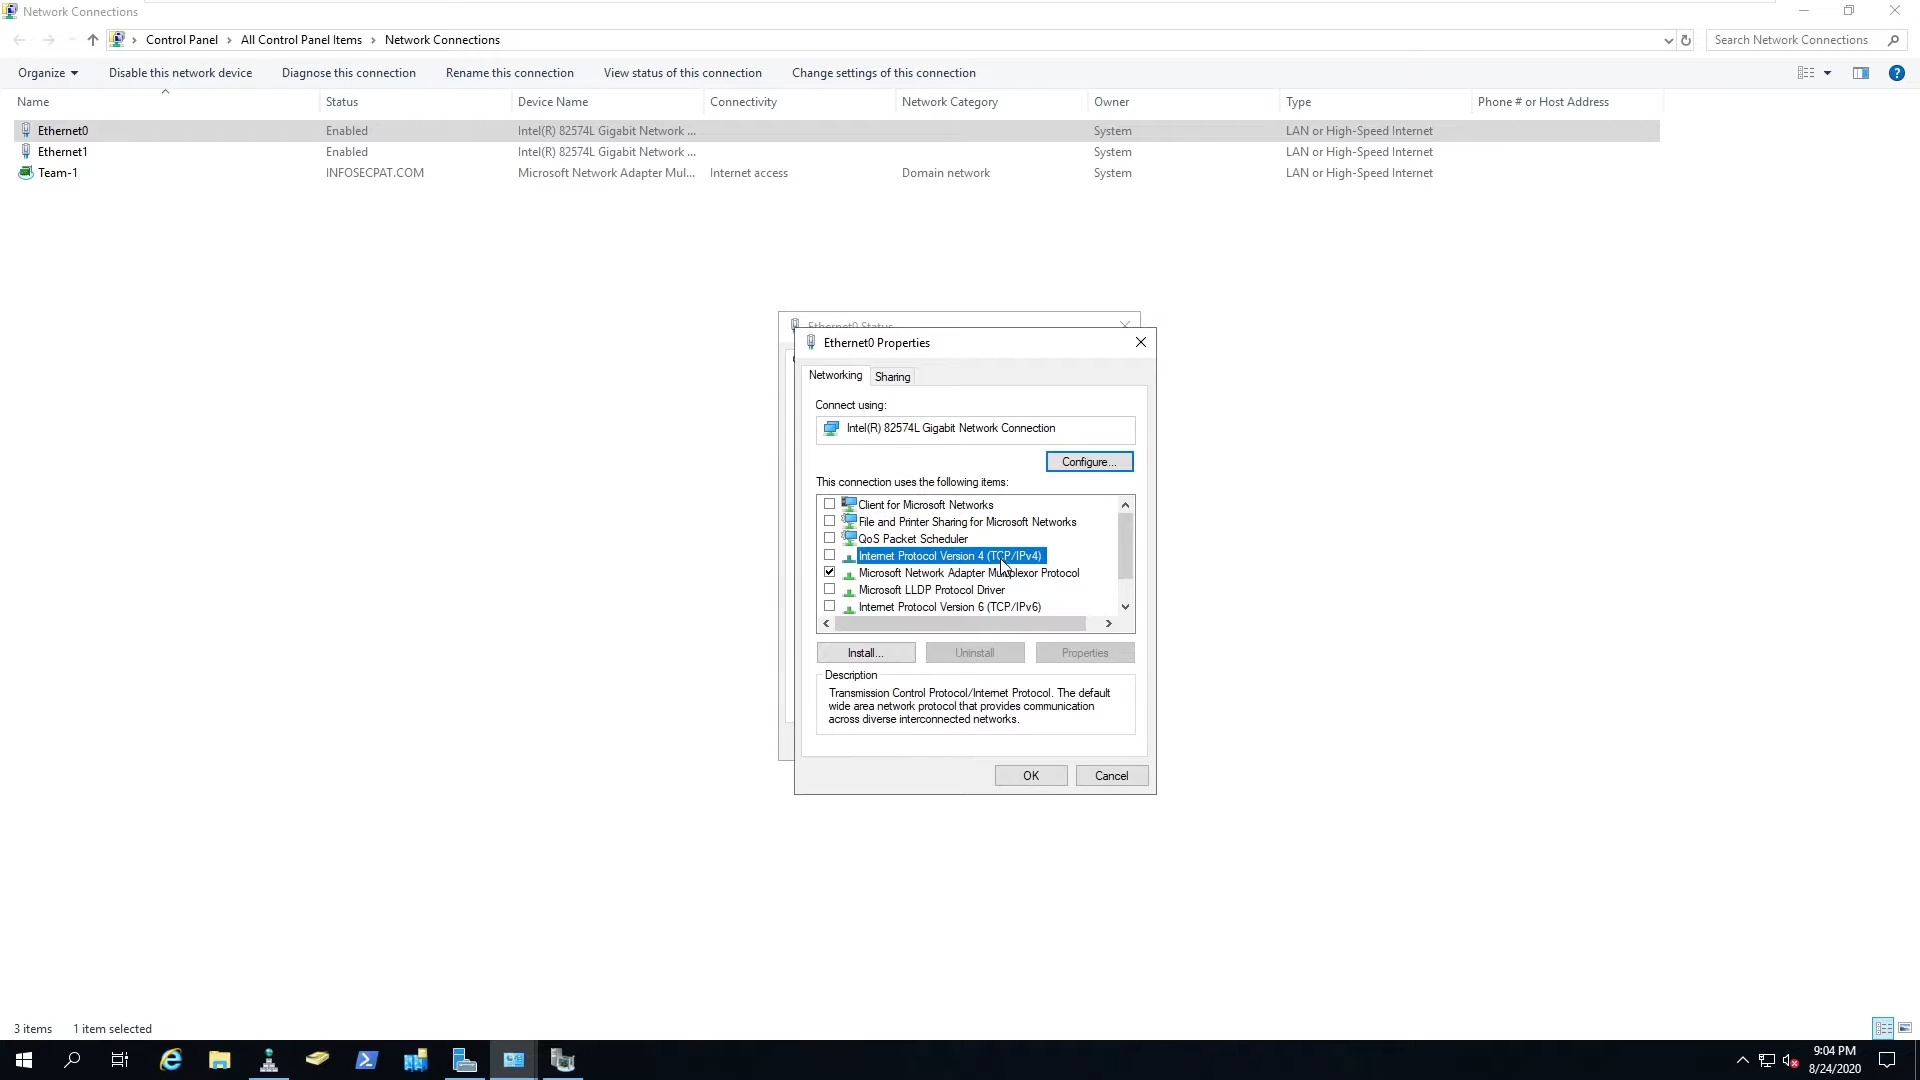 Network Connections
Control Panel > All Control Panel Items > Network Connections
Search Network Connections
Organize Disable this network device Diagnose this connection Rename this connection View status of this connection Change settings of this connection
Name Status Device Name Connectivity Network Category Owner Type Phone # or Host Address
Ethernet0 Enabled Intel(R) 82574L Gigabit Network ... System LAN or High-Speed Internet
Ethernet1 Enabled Intel(R) 82574L Gigabit Network ... System LAN or High-Speed Internet
Team-1 INFOSECPAT.COM Microsoft Network Adapter Mul... Internet access Domain network System LAN or High-Speed Internet
Ethernet0 Status
Ethernet0 Properties
Networking Sharing
Connect using:
Intel(R) 82574L Gigabit Network Connection
Configure...
This connection uses the following items:
Client for Microsoft Networks
File and Printer Sharing for Microsoft Networks
QoS Packet Scheduler
Internet Protocol Version 4 (TCP/IPv4)
Microsoft Network Adapter Multiplexor Protocol
Microsoft LLDP Protocol Driver
Internet Protocol Version 6 (TCP/IPv6)
Install... Uninstall Properties
Description
Transmission Control Protocol/Internet Protocol. The default
wide area network protocol that provides communication
across diverse interconnected networks.
OK Cancel
3 items 1 item selected
9:04 PM
8/24/2020